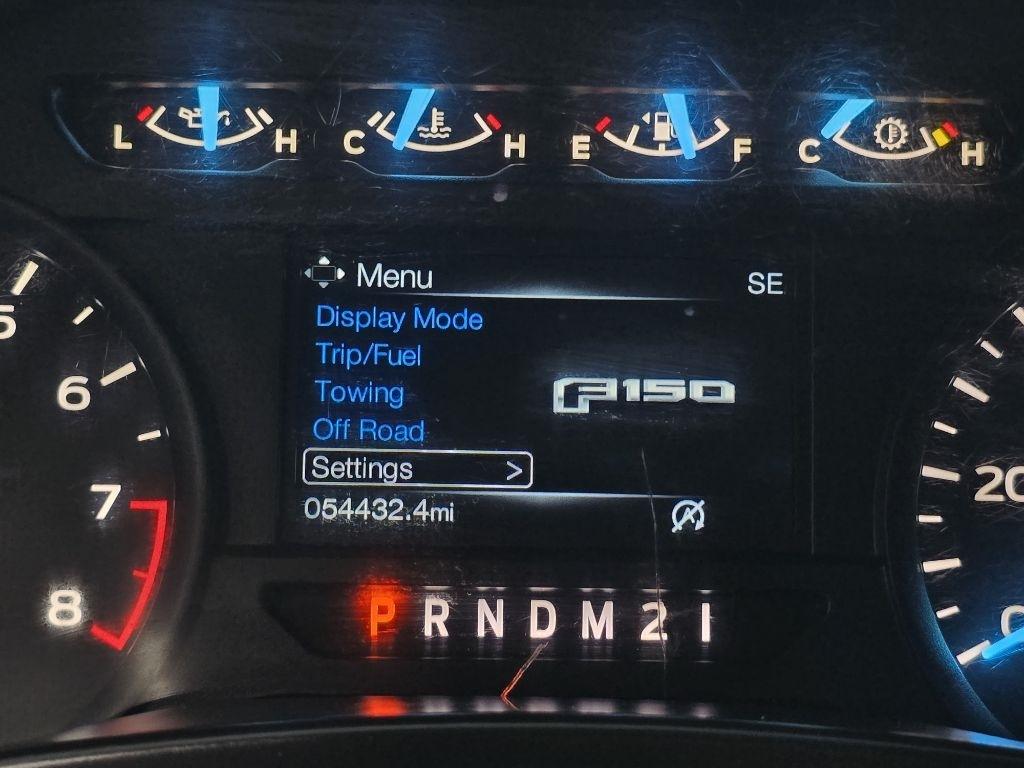 L H C H E F C H
Menu SE
Display Mode
Trip/Fuel
Towing
F150
Off Road
Settings >
054432.4mi
5
6
7
8
20
0
P R N D M 2 1